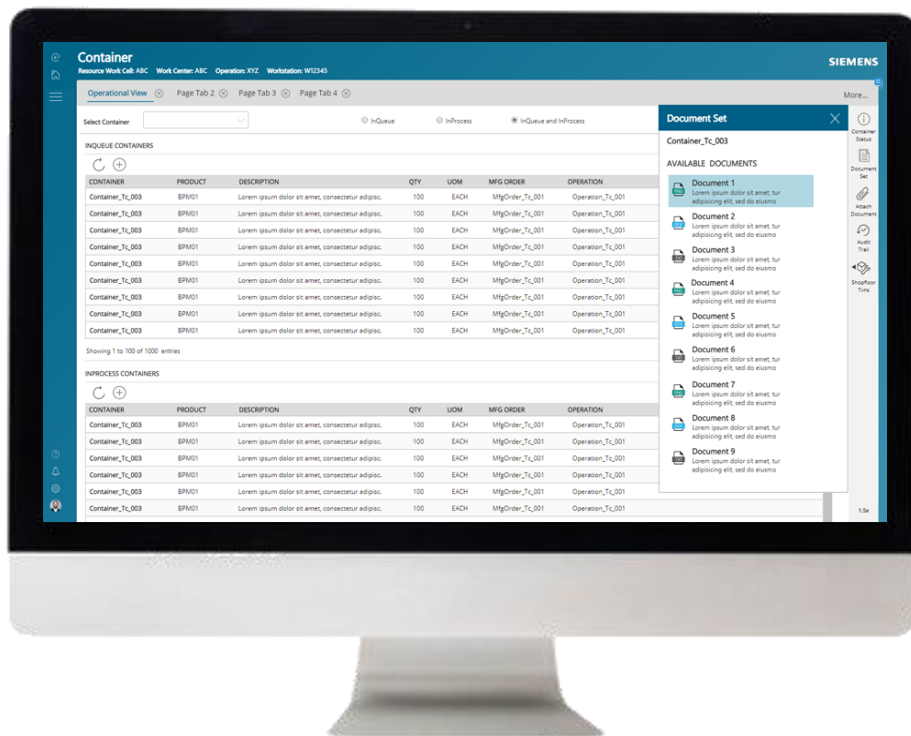 Container
SIEMENS
Resource Work Cell: ABC Work Center: ABC Operation: XYZ Workstation: W12345
Operational View Page Tab 2 Page Tab 3 Page Tab 4
More...
Select Container InQueue InProcess InQueue and InProcess
INQUEUE CONTAINERS
CONTAINER PRODUCT DESCRIPTION QTY UOM MFG ORDER OPERATION
Container_Tc_003 BPM01 Lorem ipsum dolor sit amet, consectetur adipisc. 100 EACH MfgOrder_Tc_001 Operation_Tc_001
Container_Tc_003 BPM01 Lorem ipsum dolor sit amet, consectetur adipisc. 100 EACH MfgOrder_Tc_001 Operation_Tc_001
Container_Tc_003 BPM01 Lorem ipsum dolor sit amet, consectetur adipisc. 100 EACH MfgOrder_Tc_001 Operation_Tc_001
Container_Tc_003 BPM01 Lorem ipsum dolor sit amet, consectetur adipisc. 100 EACH MfgOrder_Tc_001 Operation_Tc_001
Container_Tc_003 BPM01 Lorem ipsum dolor sit amet, consectetur adipisc. 100 EACH MfgOrder_Tc_001 Operation_Tc_001
Container_Tc_003 BPM01 Lorem ipsum dolor sit amet, consectetur adipisc. 100 EACH MfgOrder_Tc_001 Operation_Tc_001
Container_Tc_003 BPM01 Lorem ipsum dolor sit amet, consectetur adipisc. 100 EACH MfgOrder_Tc_001 Operation_Tc_001
Container_Tc_003 BPM01 Lorem ipsum dolor sit amet, consectetur adipisc. 100 EACH MfgOrder_Tc_001 Operation_Tc_001
Container_Tc_003 BPM01 Lorem ipsum dolor sit amet, consectetur adipisc. 100 EACH MfgOrder_Tc_001 Operation_Tc_001
Showing 1 to 100 of 1000 entries
INPROCESS CONTAINERS
CONTAINER PRODUCT DESCRIPTION QTY UOM MFG ORDER OPERATION
Container_Tc_003 BPM01 Lorem ipsum dolor sit amet, consectetur adipisc. 100 EACH MfgOrder_Tc_001 Operation_Tc_001
Container_Tc_003 BPM01 Lorem ipsum dolor sit amet, consectetur adipisc. 100 EACH MfgOrder_Tc_001 Operation_Tc_001
Container_Tc_003 BPM01 Lorem ipsum dolor sit amet, consectetur adipisc. 100 EACH MfgOrder_Tc_001 Operation_Tc_001
Container_Tc_003 BPM01 Lorem ipsum dolor sit amet, consectetur adipisc. 100 EACH MfgOrder_Tc_001 Operation_Tc_001
Container_Tc_003 BPM01 Lorem ipsum dolor sit amet, consectetur adipisc. 100 EACH MfgOrder_Tc_001 Operation_Tc_001
Container_Tc_003 BPM01 Lorem ipsum dolor sit amet, consectetur adipisc. 100 EACH MfgOrder_Tc_001 Operation_Tc_001
Document Set
Container_Tc_003
AVAILABLE DOCUMENTS
Document 1
Lorem ipsum dolor sit amet, tur
adipisicing elit, sed do eiusmo
Document 2
Lorem ipsum dolor sit amet, tur
adipisicing elit, sed do eiusmo
Document 3
Lorem ipsum dolor sit amet, tur
adipisicing elit, sed do eiusmo
Document 4
Lorem ipsum dolor sit amet, tur
adipisicing elit, sed do eiusmo
Document 5
Lorem ipsum dolor sit amet, tur
adipisicing elit, sed do eiusmo
Document 6
Lorem ipsum dolor sit amet, tur
adipisicing elit, sed do eiusmo
Document 7
Lorem ipsum dolor sit amet, tur
adipisicing elit, sed do eiusmo
Document 8
Lorem ipsum dolor sit amet, tur
adipisicing elit, sed do eiusmo
Document 9
Lorem ipsum dolor sit amet, tur
adipisicing elit, sed do eiusmo
Container
Status
Document
Set
Attach
Document
Audit
Trail
Shopfloor
Txns
1.5x